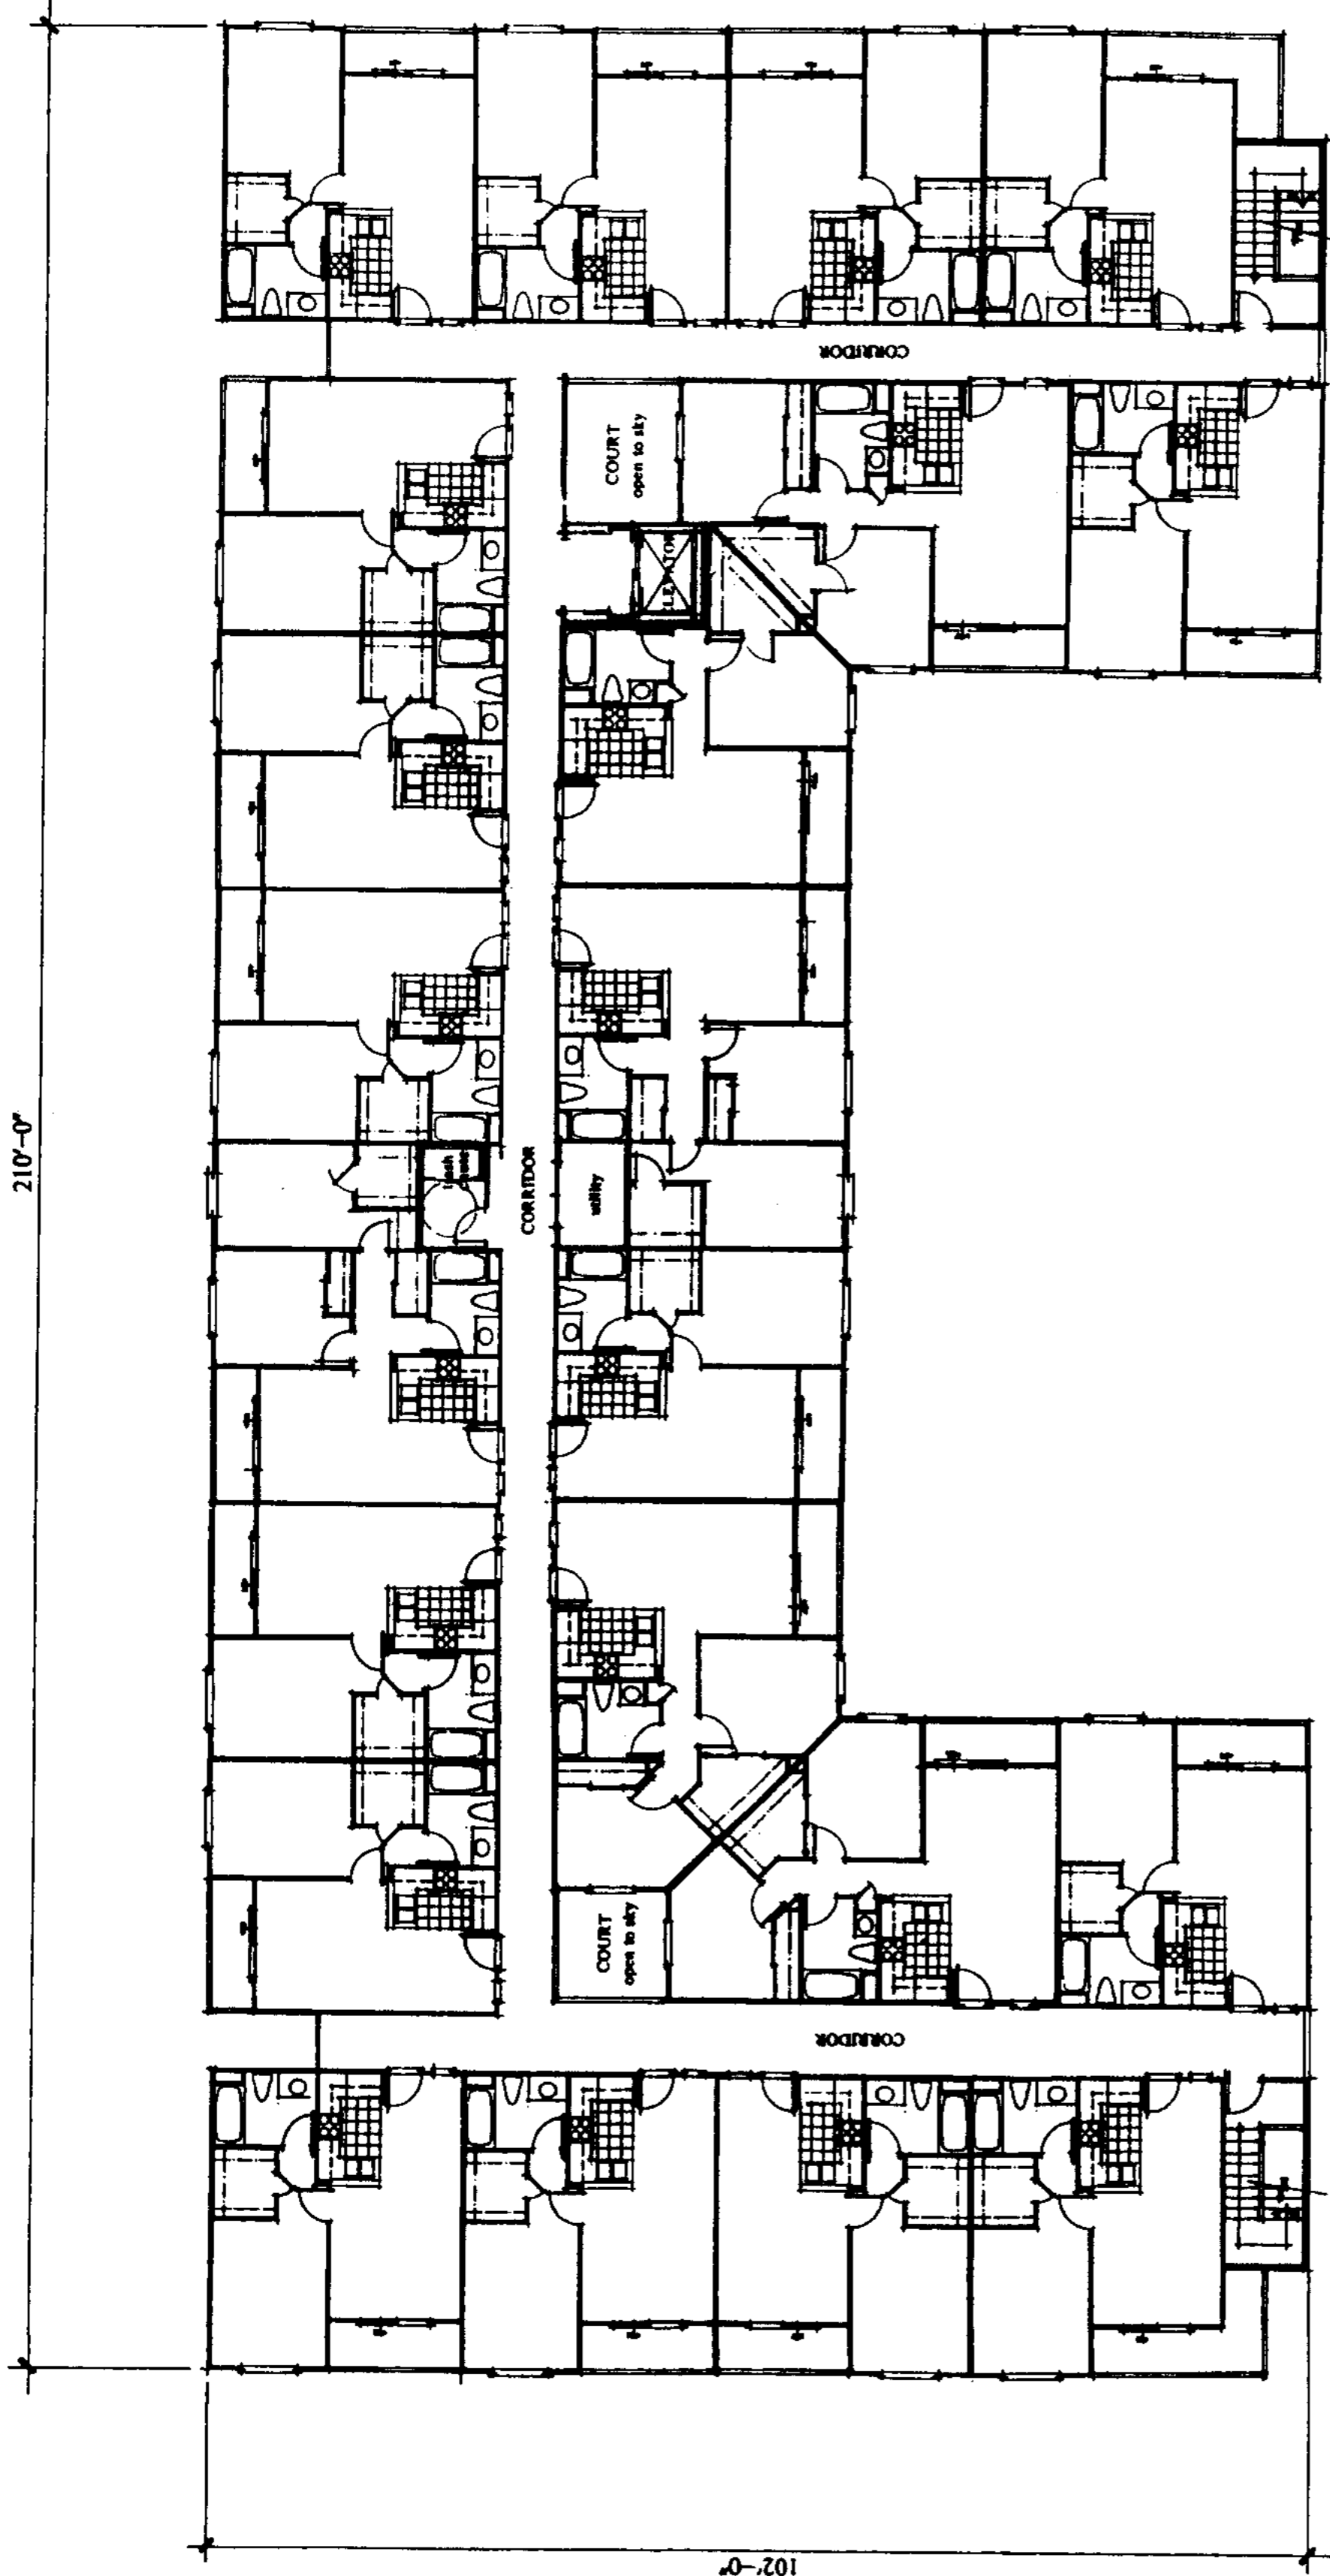 CORRIDOR
COURT
open to sky
ELEVATOR
210'-0"
CORRIDOR
utility
COURT
open to sky
CORRIDOR
102'-0"